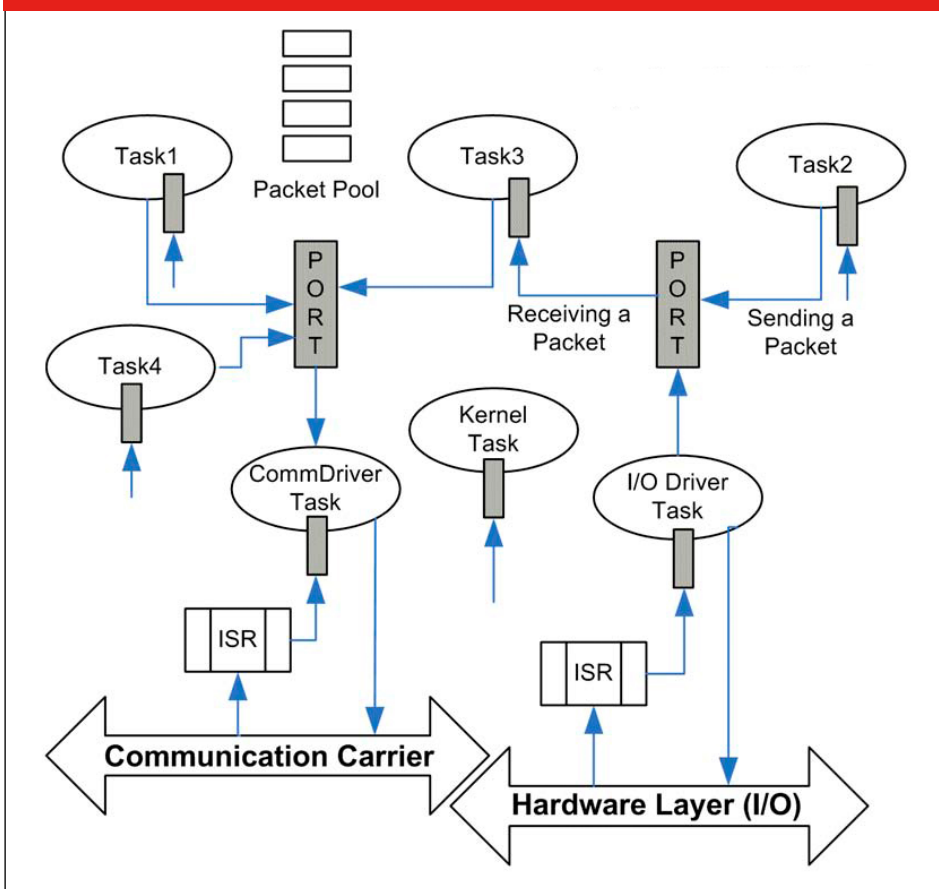 Task1
Packet Pool
Task3
Task2
P
O
R
T
P
O
R
T
Receiving a
Packet
Sending a
Packet
Task4
Kernel
Task
CommDriver
Task
I/O Driver
Task
ISR
ISR
Communication Carrier
Hardware Layer (I/O)